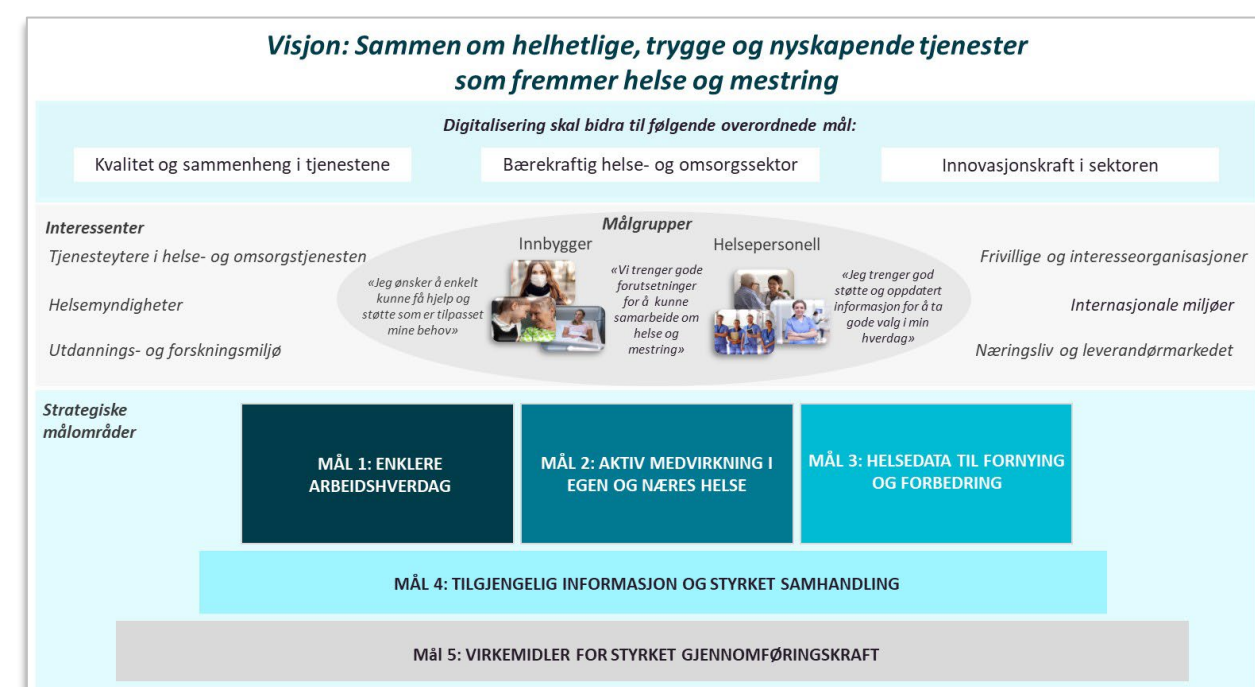 Visjon: Sammen om helhetlige, trygge og nyskapende tjenester
som fremmer helse og mestring
Digitalisering skal bidra til følgende overordnede mål:
Kvalitet og sammenheng i tjenestene
Bærekraftig helse- og omsorgssektor
Innovasjonskraft i sektoren
Interessenter
Tjenesteytere i helse- og omsorgstjenesten
Helsemyndigheter
Utdannings- og forskningsmiljø
Målgrupper
Innbygger
Helsepersonell
«Jeg ønsker å enkelt
kunne få hjelp og
støtte som er tilpasset
mine behov»
«Vi trenger gode
forutsetninger
for å kunne
samarbeide om
helse og
mestring»
«Jeg trenger god
støtte og oppdatert
informasjon for å ta
gode valg i min
hverdag»
Frivillige og interesseorganisasjoner
Internasjonale miljøer
Næringsliv og leverandørmarkedet
Strategiske
målområder
MÅL 1: ENKLERE
ARBEIDSHVERDAG
MÅL 2: AKTIV MEDVIRKNING I
EGEN OG NÆRES HELSE
MÅL 3: HELSEDATA TIL FORNYING
OG FORBEDRING
MÅL 4: TILGJENGELIG INFORMASJON OG STYRKET SAMHANDLING
Mål 5: VIRKEMIDLER FOR STYRKET GJENNOMFØRINGSKRAFT